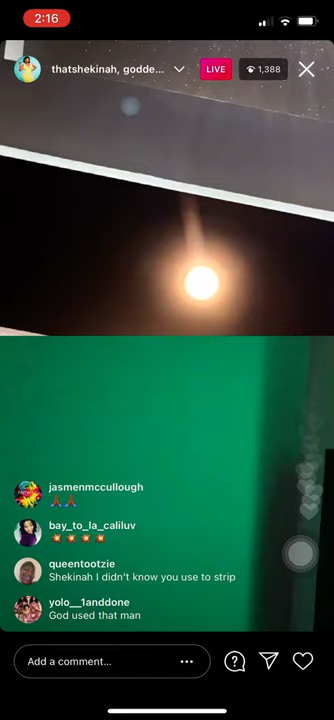 2:16
thatshekinah, godde...
LIVE
1,388
jasmenmccullough
bay_to_la_caliluv
queentootzie
Shekinah I didn't know you use to strip
yolo__1anddone
God used that man
Add a comment...